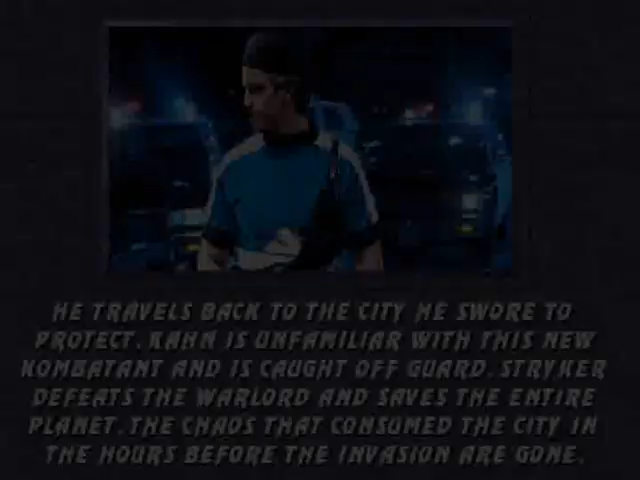 HE TRAVELS BACK TO THE CITY HE SWORE TO
PROTECT. KAHN IS UNFAMILIAR WITH THIS NEW
KOMBATANT AND IS CAUGHT OFF GUARD. STRYKER
DEFEATS THE WARLORD AND SAVES THE ENTIRE
PLANET. THE CHAOS THAT CONSUMED THE CITY IN
THE HOURS BEFORE THE INVASION ARE GONE.